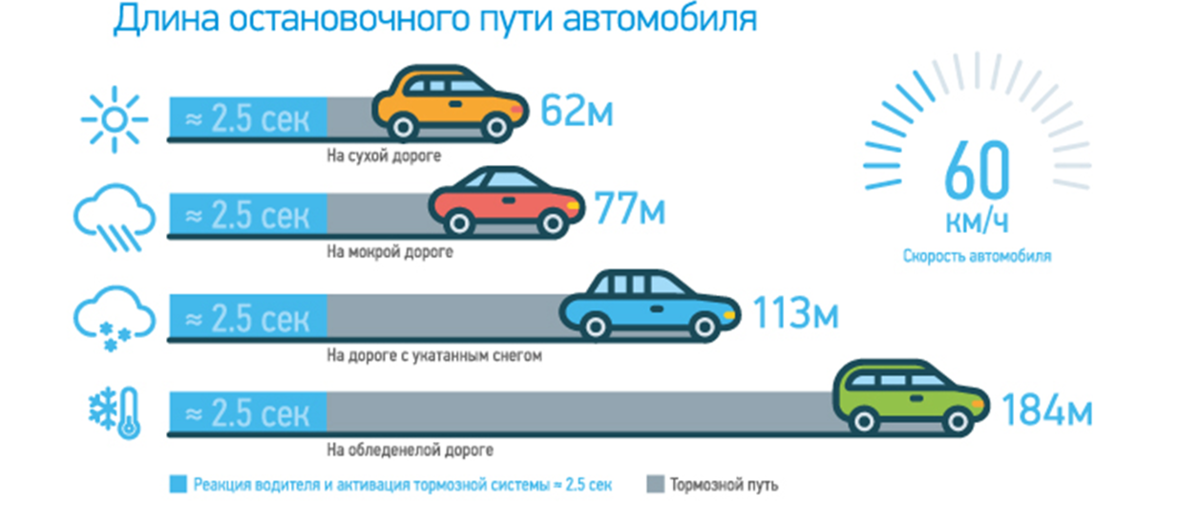 Длина остановочного пути автомобиля
≈ 2.5 сек
62м
На сухой дороге
≈ 2.5 сек
77м
На мокрой дороге
≈ 2.5 сек
113м
На дороге с укатанным снегом
≈ 2.5 сек
184м
На обледенелой дороге
60
км/ч
Скорость автомобиля
Реакция водителя и активация тормозной системы ≈ 2.5 сек
Тормозной путь